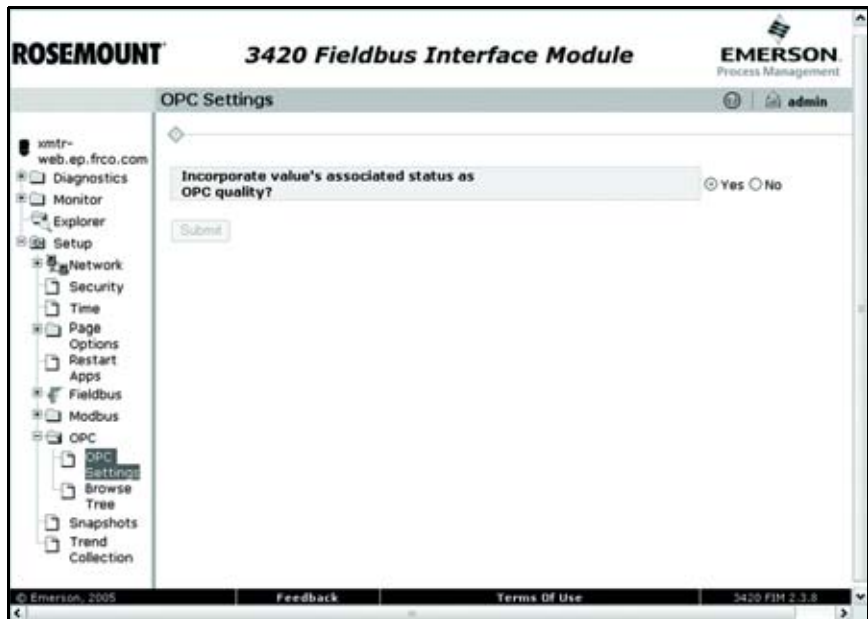 ROSEMOUNT
3420 Fieldbus Interface Module
EMERSON
Process Management
OPC Settings
admin
xmtr-
web.ep.frco.com
Diagnostics
Monitor
Explorer
Setup
Network
Security
Time
Page
Options
Restart
Apps
Fieldbus
Modbus
OPC
OPC
Settings
Browse
Tree
Snapshots
Trend
Collection
Incorporate value's associated status as
OPC quality?
Yes No
Submit
© Emerson, 2005
Feedback
Terms Of Use
3420 FIM 2.3.8